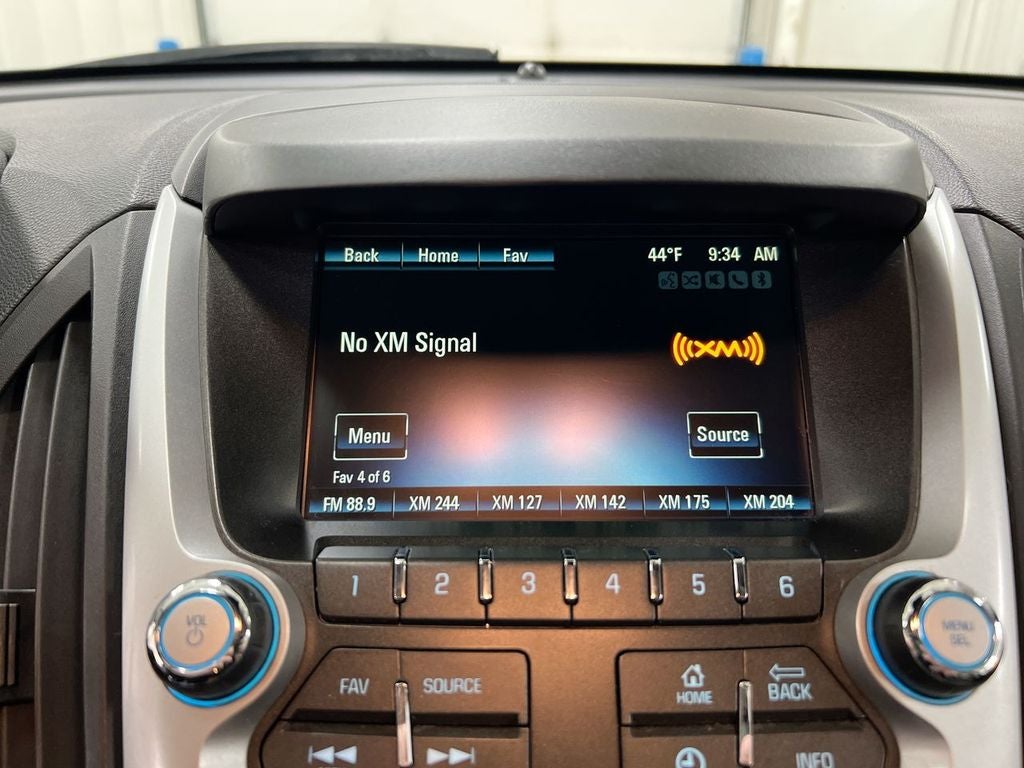 Back Home Fav 44°F 9:34 AM
No XM Signal
((XM))
Menu Source
Fav 4 of 6
FM 88.9 XM 244 XM 127 XM 142 XM 175 XM 204
1 2 3 4 5 6
VOL
MENU
SEL
FAV SOURCE HOME BACK
INFO